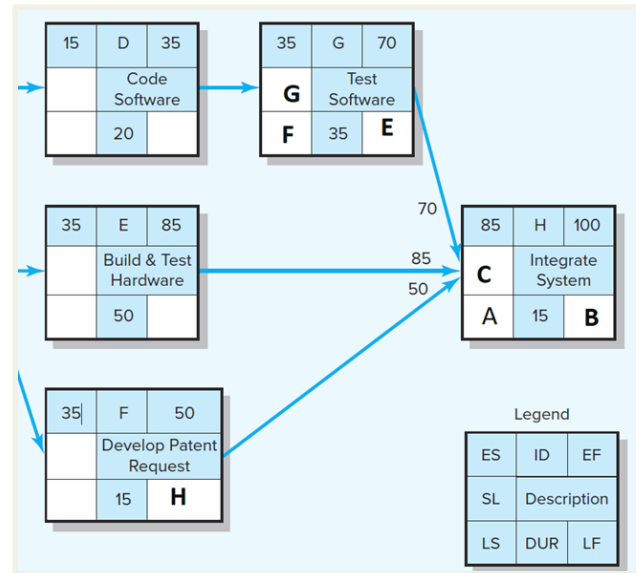 15 D 35
Code
Software
20
35 G 70
G
Test
Software
F 35 E
70
35 E 85
Build & Test
Hardware
50
85
50
85 H 100
C
Integrate
System
A 15 B
35 F 50
Develop Patent
Request
15 H
Legend
ES ID EF
SL Description
LS DUR LF